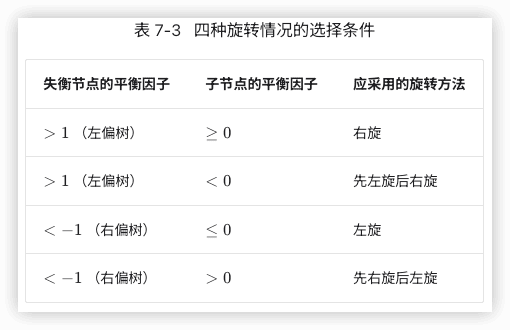 表 7-3 四种旋转情况的选择条件
失衡节点的平衡因子 子节点的平衡因子 应采用的旋转方法
> 1 （左偏树） ≥ 0 右旋
> 1 （左偏树） < 0 先左旋后右旋
< −1 （右偏树） ≤ 0 左旋
< −1 （右偏树） > 0 先右旋后左旋